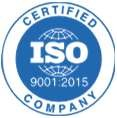 CERTIFIED
ISO
9001:2015
COMPANY